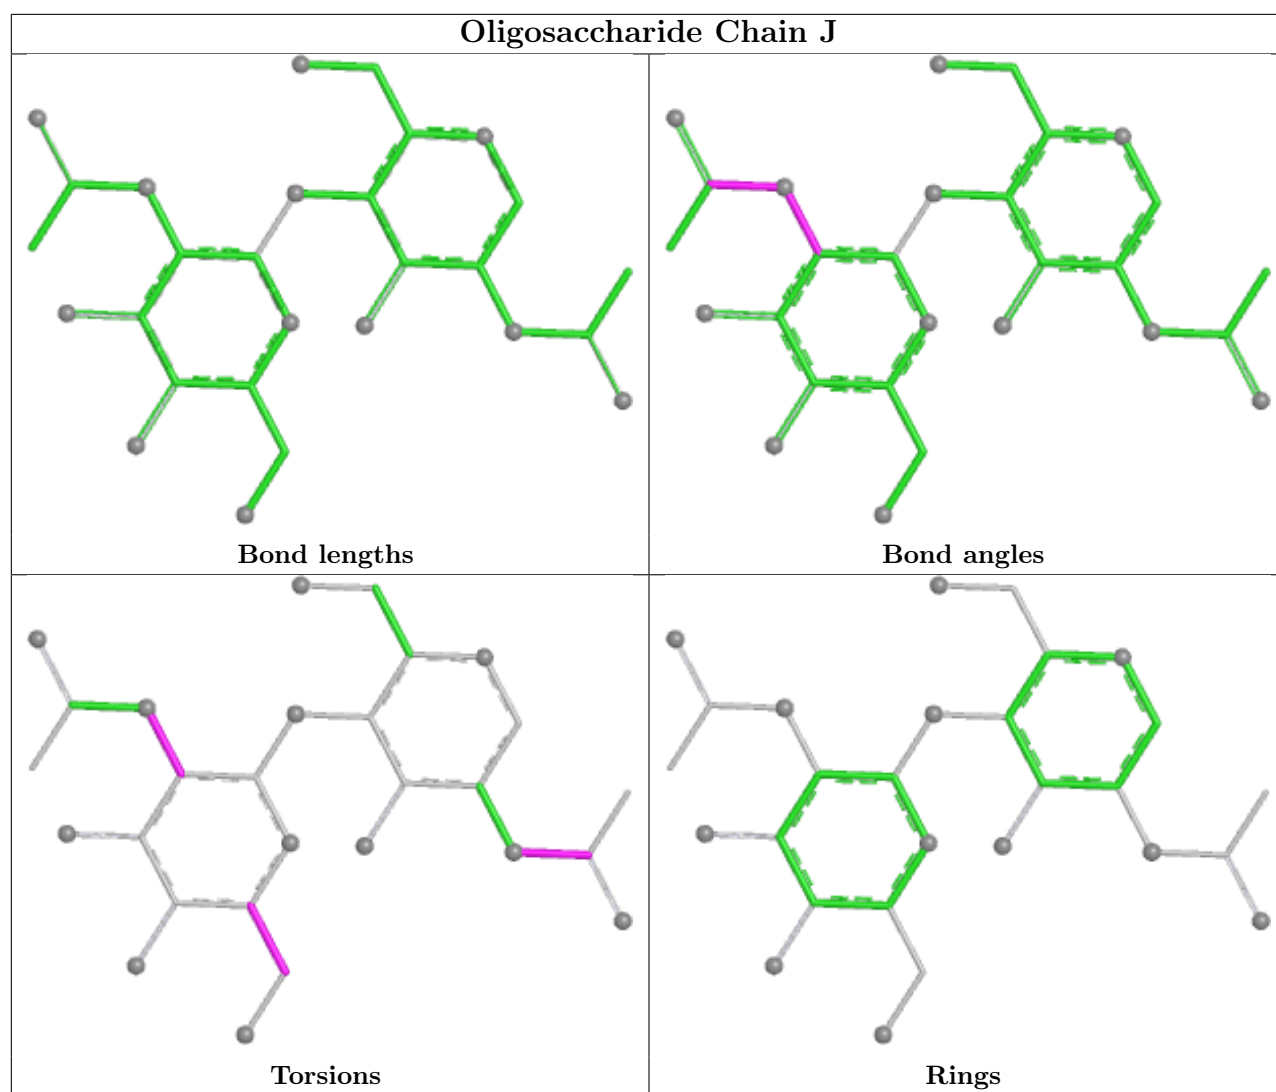 Oligosaccharide Chain J
Bond lengths
Bond angles
Torsions
Rings